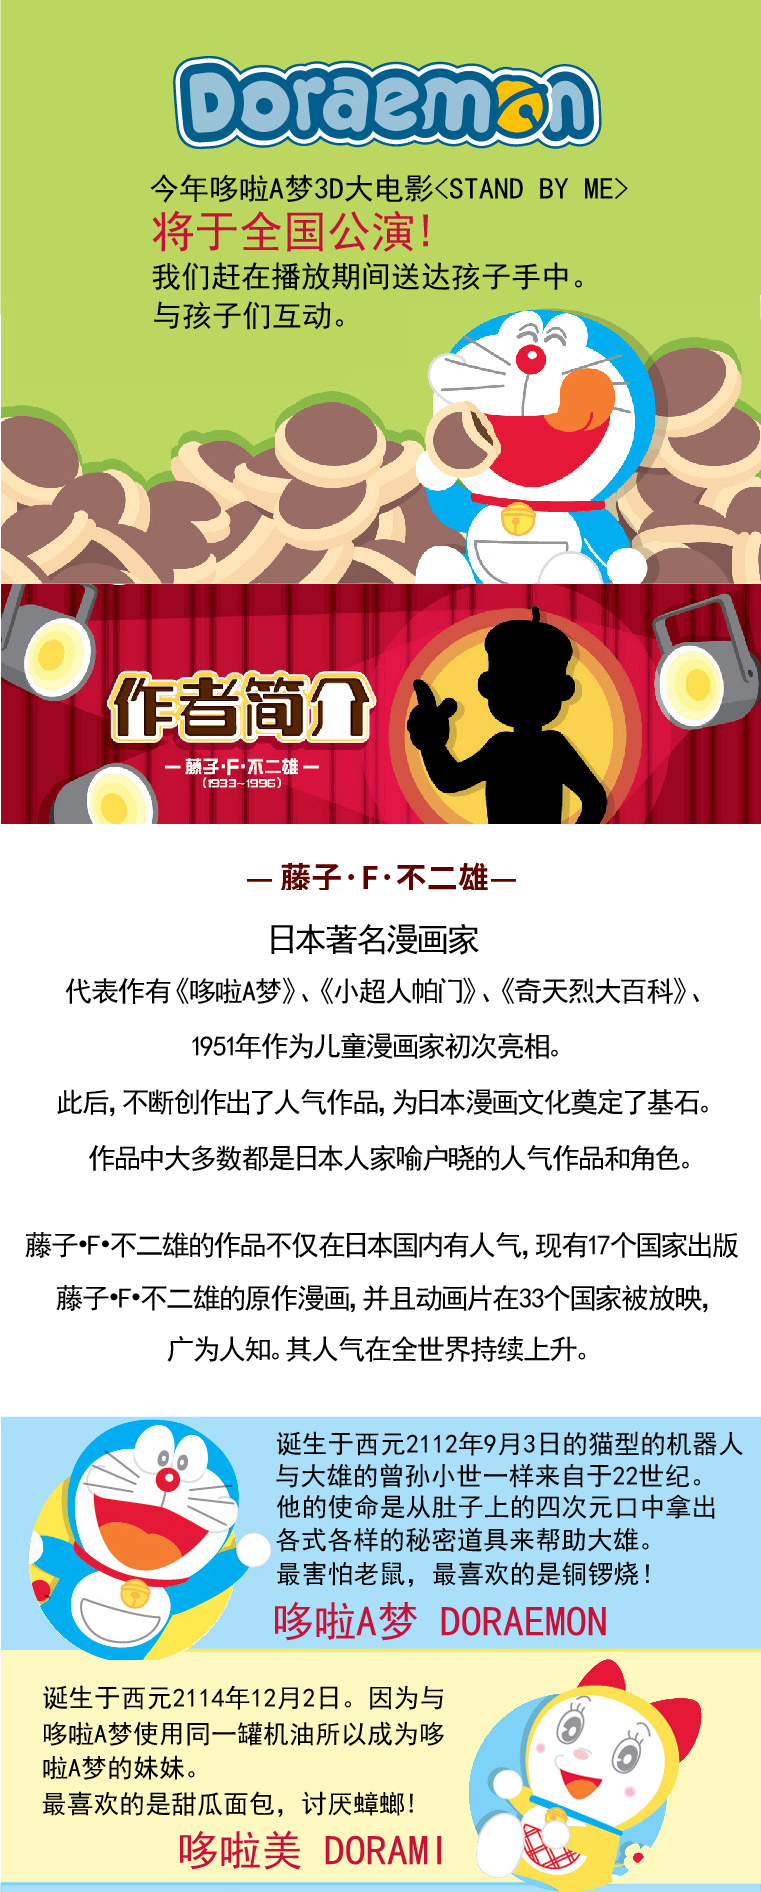 Doraemon
今年哆啦A梦3D大电影<STAND BY ME>
将于全国公演!
我们赶在播放期间送达孩子手中。
与孩子们互动。
作者简介
— 藤子·F·不二雄 —
(1933~1996)
— 藤子·F·不二雄—
日本著名漫画家
代表作有《哆啦A梦》、《小超人帕门》、《奇天烈大百科》、
1951年作为儿童漫画家初次亮相。
此后, 不断创作出了人气作品, 为日本漫画文化奠定了基石。
作品中大多数都是日本人家喻户晓的人气作品和角色。
藤子•F•不二雄的作品不仅在日本国内有人气, 现有17个国家出版
藤子•F•不二雄的原作漫画, 并且动画片在33个国家被放映,
广为人知。其人气在全世界持续上升。
诞生于西元2112年9月3日的猫型的机器人
与大雄的曾孙小世一样来自于22世纪。
他的使命是从肚子上的四次元口中拿出
各式各样的秘密道具来帮助大雄。
最害怕老鼠, 最喜欢的是铜锣烧!
哆啦A梦 DORAEMON
诞生于西元2114年12月2日。因为与
哆啦A梦使用同一罐机油所以成为哆
啦A梦的妹妹。
最喜欢的是甜瓜面包, 讨厌蟑螂!
哆啦美 DORAMI